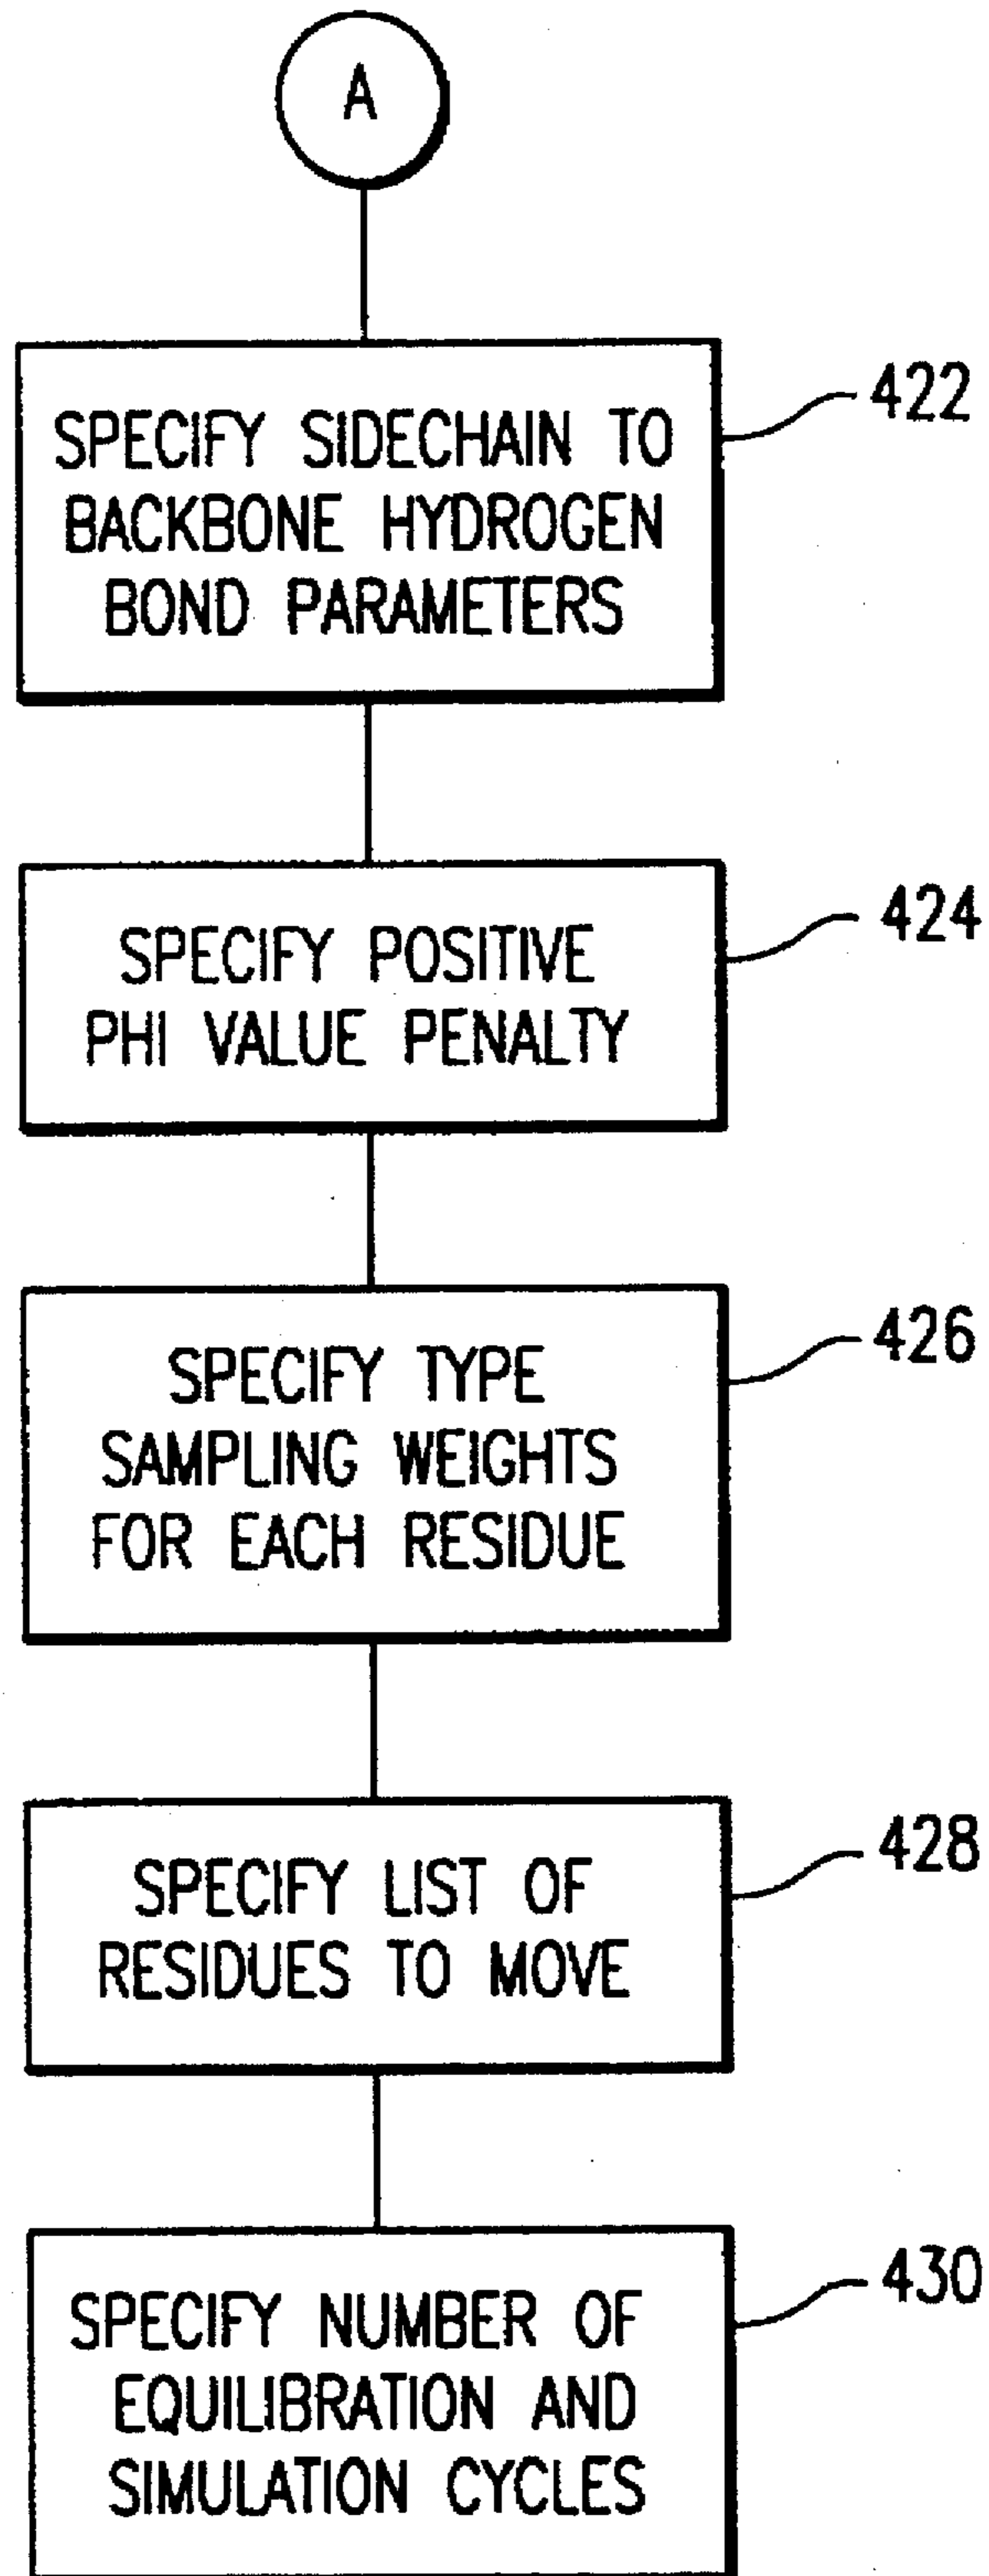 A
SPECIFY SIDECHAIN TO
BACKBONE HYDROGEN
BOND PARAMETERS
422
SPECIFY POSITIVE
PHI VALUE PENALTY
424
SPECIFY TYPE
SAMPLING WEIGHTS
FOR EACH RESIDUE
426
SPECIFY LIST OF
RESIDUES TO MOVE
428
SPECIFY NUMBER OF
EQUILIBRATION AND
SIMULATION CYCLES
430